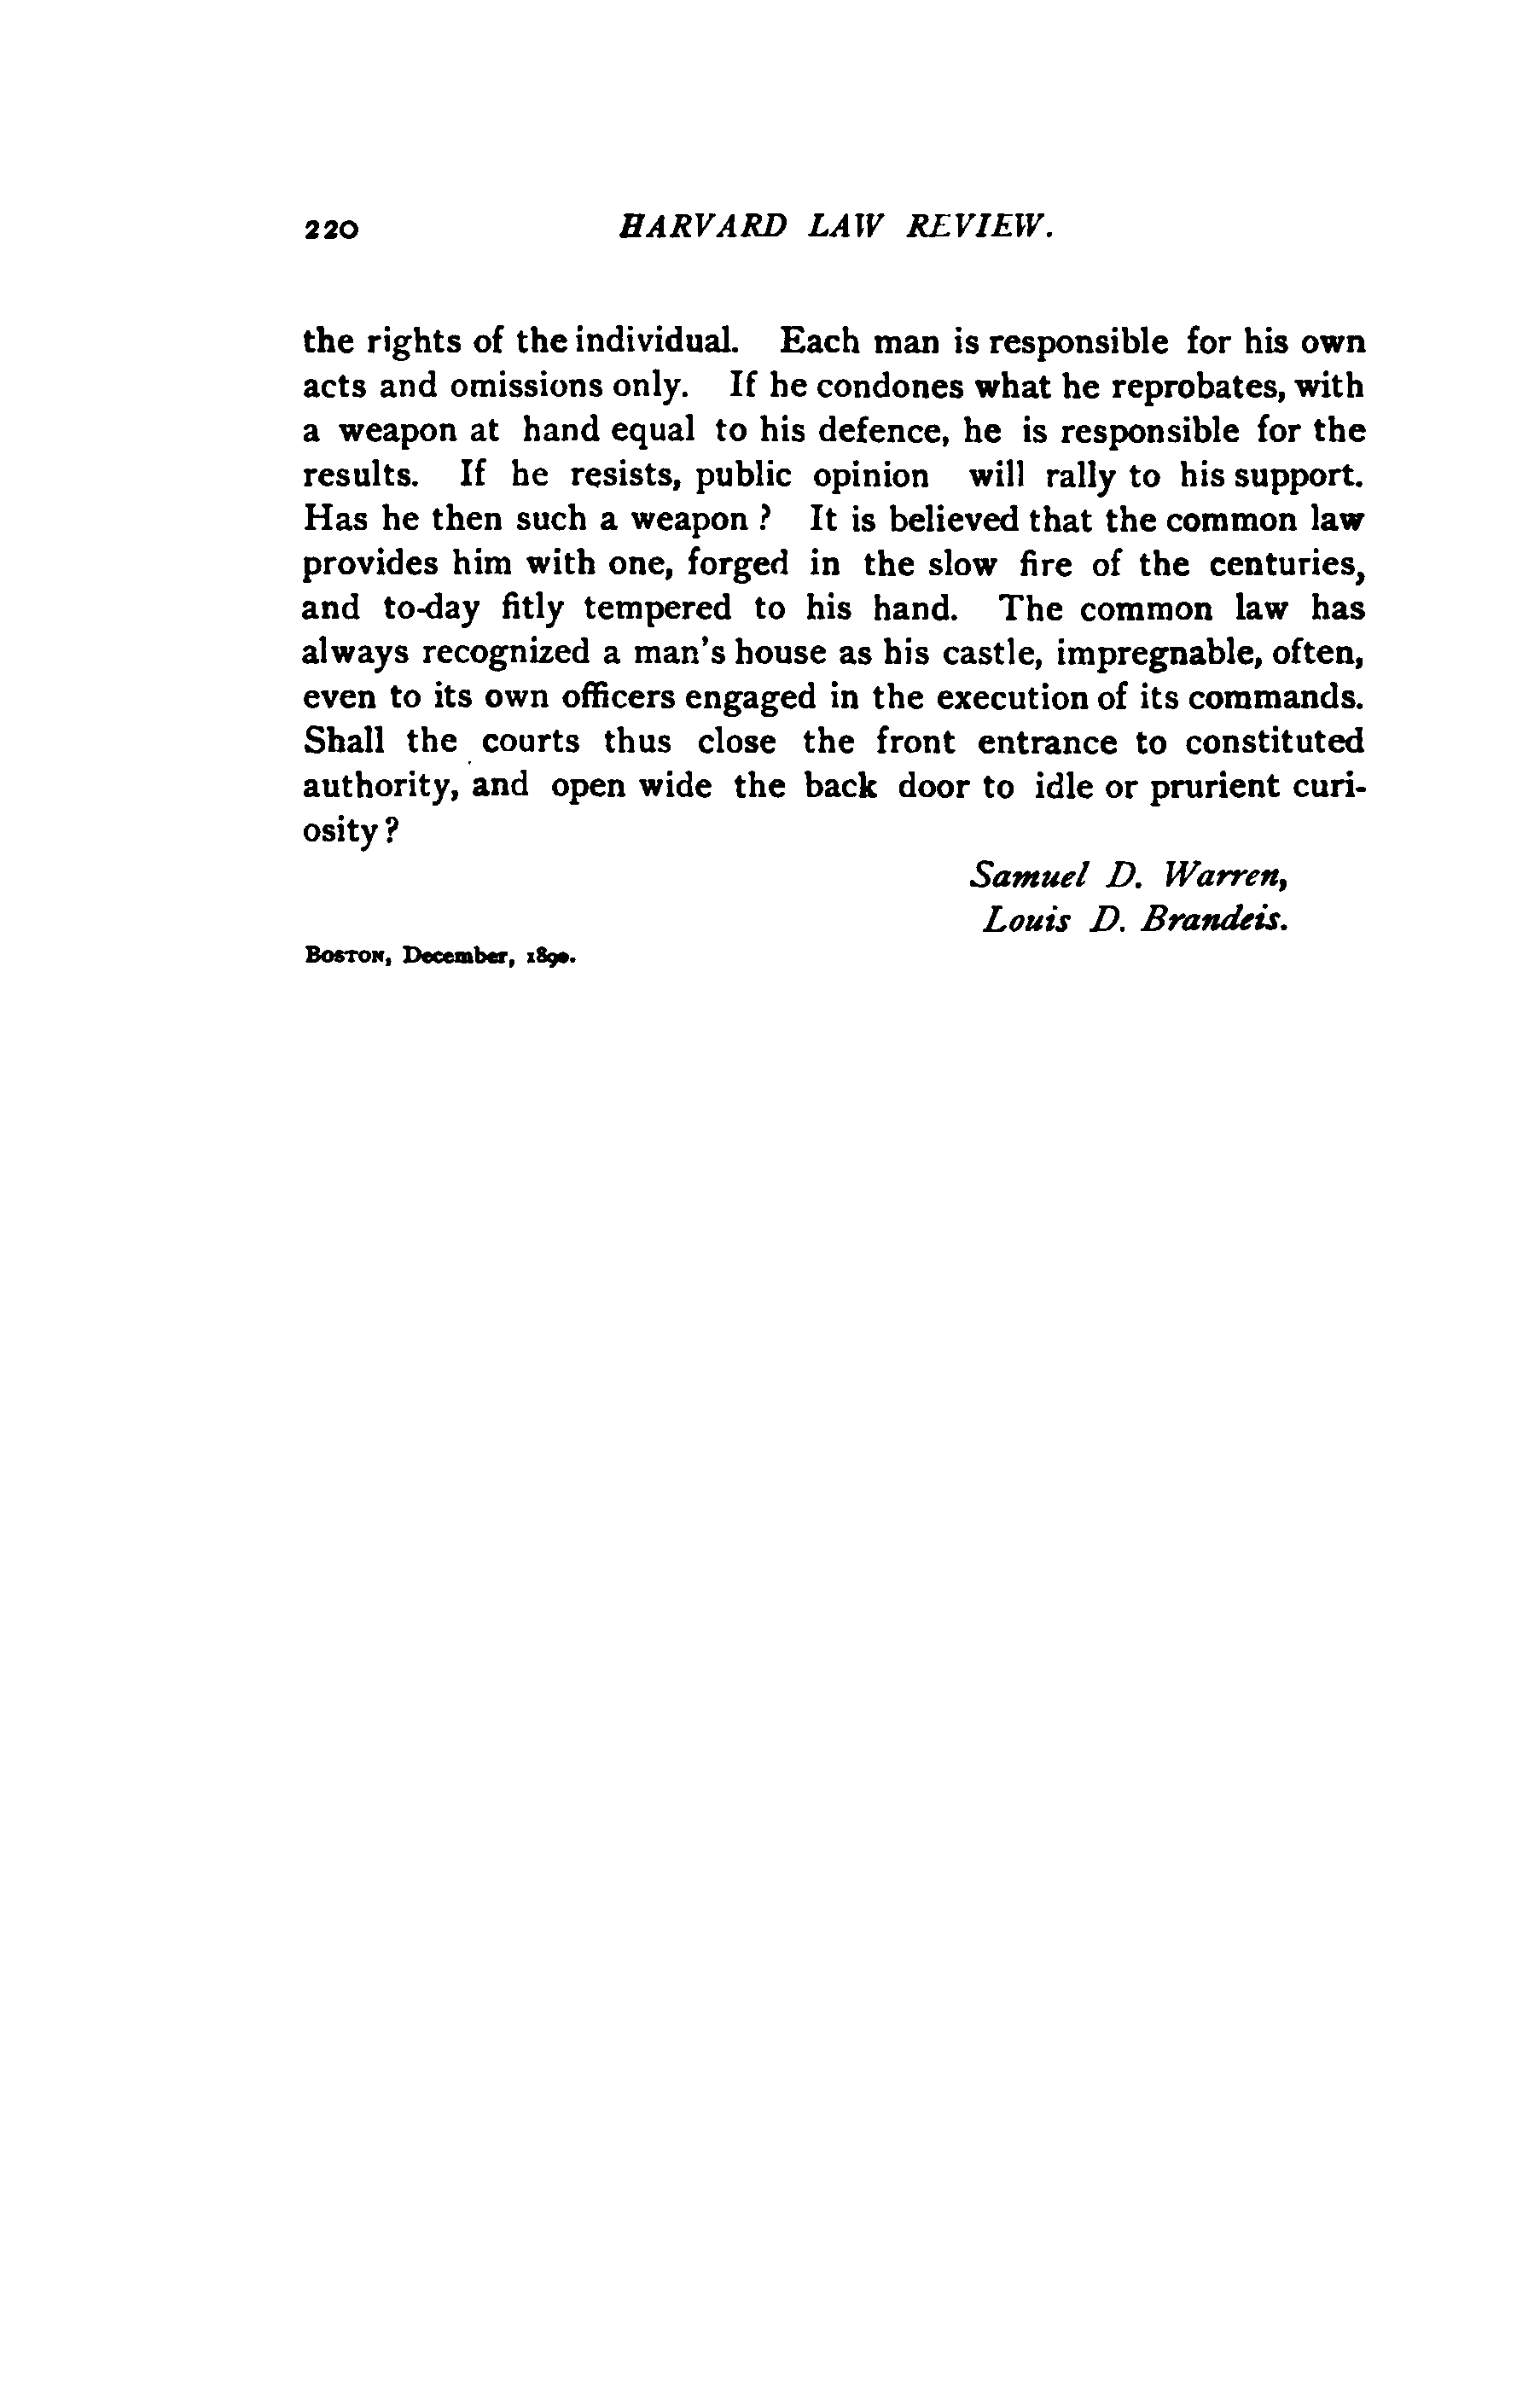 220 HARVARD LAW REVIEW.
the rights of the individual. Each man is responsible for his own
acts and omissions only. If he condones what he reprobates, with
a weapon at hand equal to his defence, he is responsible for the
results. If he resists, public opinion will rally to his support.
Has he then such a weapon? It is believed that the common law
provides him with one, forged in the slow fire of the centuries,
and to-day fitly tempered to his hand. The common law has
always recognized a man's house as his castle, impregnable, often,
even to its own officers engaged in the execution of its commands.
Shall the courts thus close the front entrance to constituted
authority, and open wide the back door to idle or prurient curi-
osity?
Samuel D. Warren,
Louis D. Brandeis.
BOSTON, December, 1890.